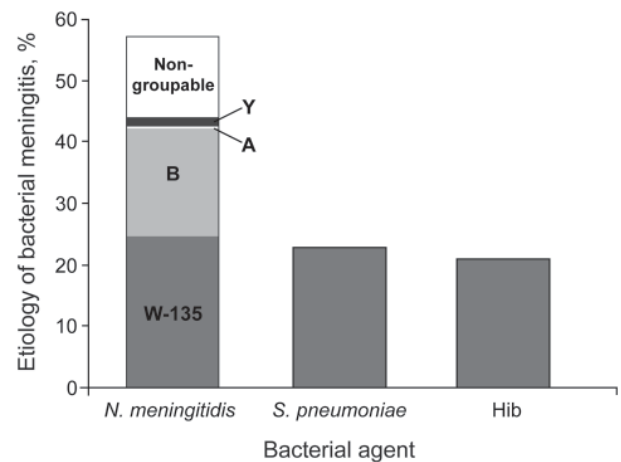 Etiology of bacterial meningitis, %
60
50
40
30
20
10
0
Non-
groupable
Y
A
B
W-135
N. meningitidis
S. pneumoniae
Hib
Bacterial agent